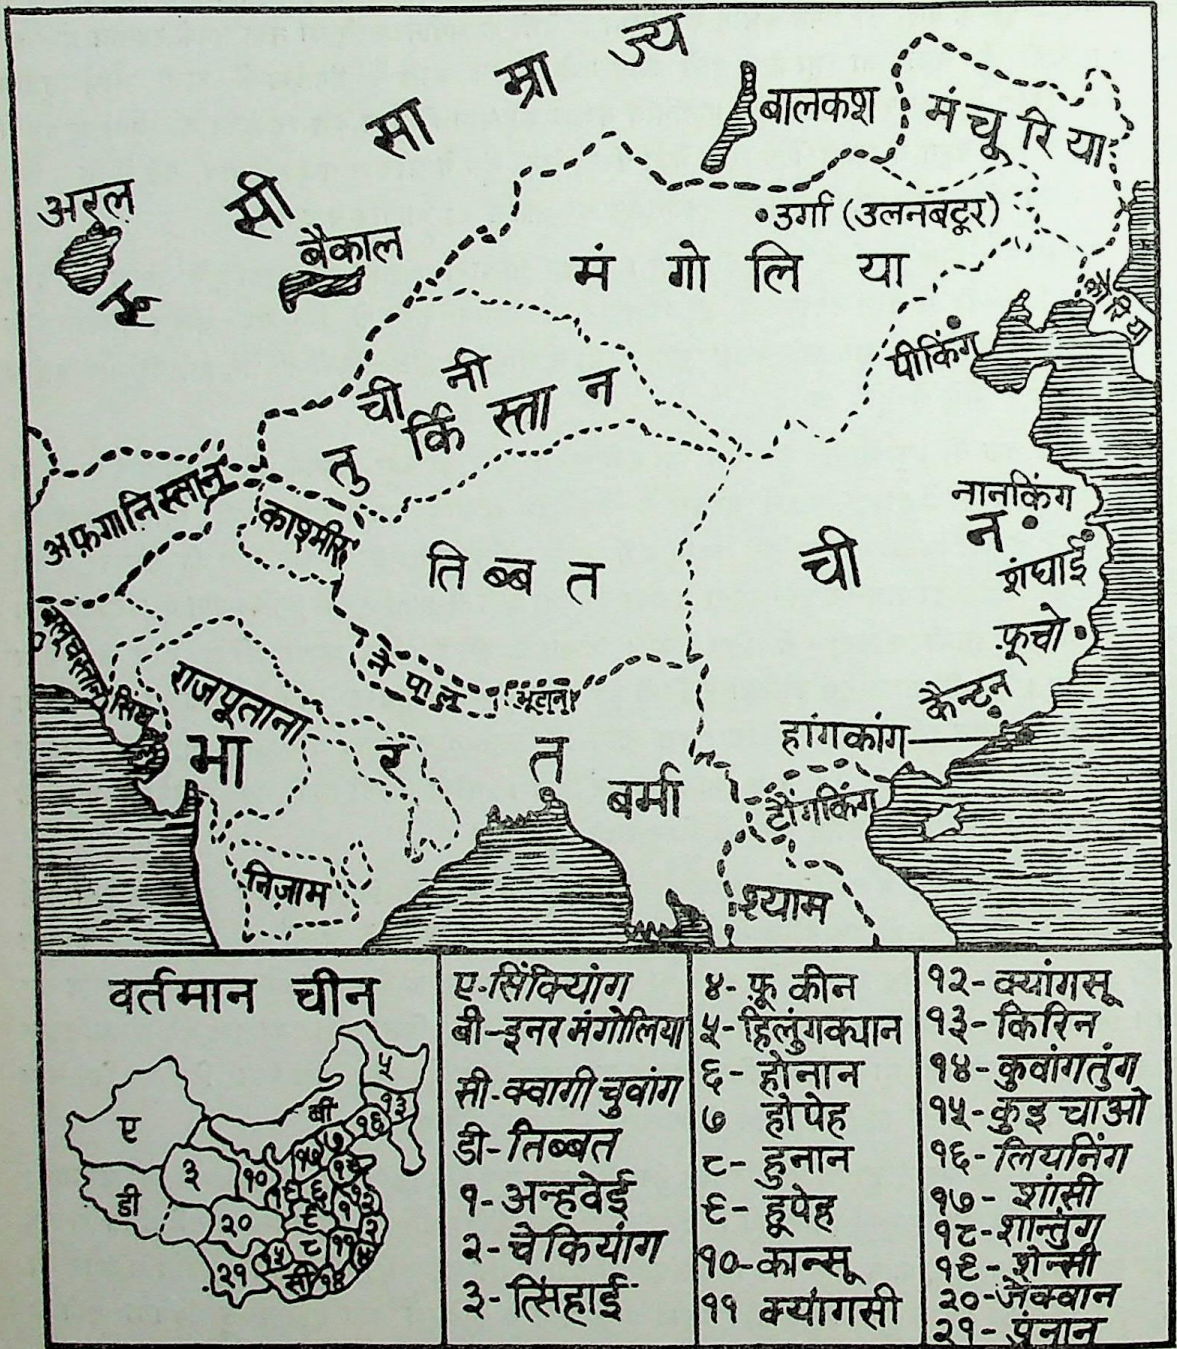 रूसी साम्राज्य
बालकश
मंचूरिया
अरल
बैकाल
उर्गा (उलनबटूर)
मंगोलिया
कोरिया
पीकिंग
चीनी
तुर्किस्तान
अफ़गानिस्तान
काश्मीर
तिब्बत
चीन
नानकिंग
शंघाई
फूचो
नेपाल
भूटान
राजपूताना
सिंध
कैन्टन
हांगकांग
भारत
बर्मा
टौंगकिंग
निज़ाम
श्याम
वर्तमान चीन
ए
बी
सी
डी
ए-सिंक्यिांग
बी-इनर मंगोलिया
सी-क्वागी चुवांग
डी-तिब्बत
१-अन्हवेई
२-चेकियांग
३-त्सिंहाई
४-फ़ू कीन
५-हिलुंगक्यान
६-होनान
७ होपेह
८-हुनान
९-हूपेह
१०-कान्सू
११ क्यांगसी
१२-क्यांगसू
१३-किरिन
१४-कुवांगतुंग
१५-कुइ चाओ
१६-लियनिंग
१७-शांसी
१८-शान्तुंग
१९-शेन्सी
२०-जेक्वान
२१-